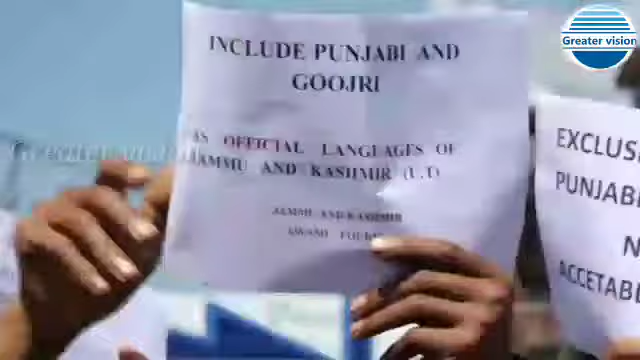 INCLUDE PUNJABI AND
GOOJRI
AS OFFICIAL LANGUAGES OF
JAMMU AND KASHMIR (U.T)
JAMMU AND KASHMIR
AWAMI
EXCLUS
PUNJAB
N
ACCETABL
Greater vision